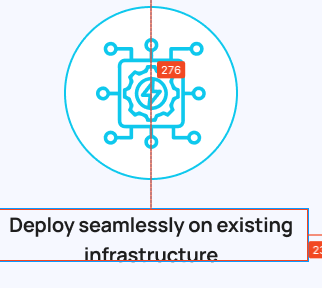 276
Deploy seamlessly on existing
infrastructure